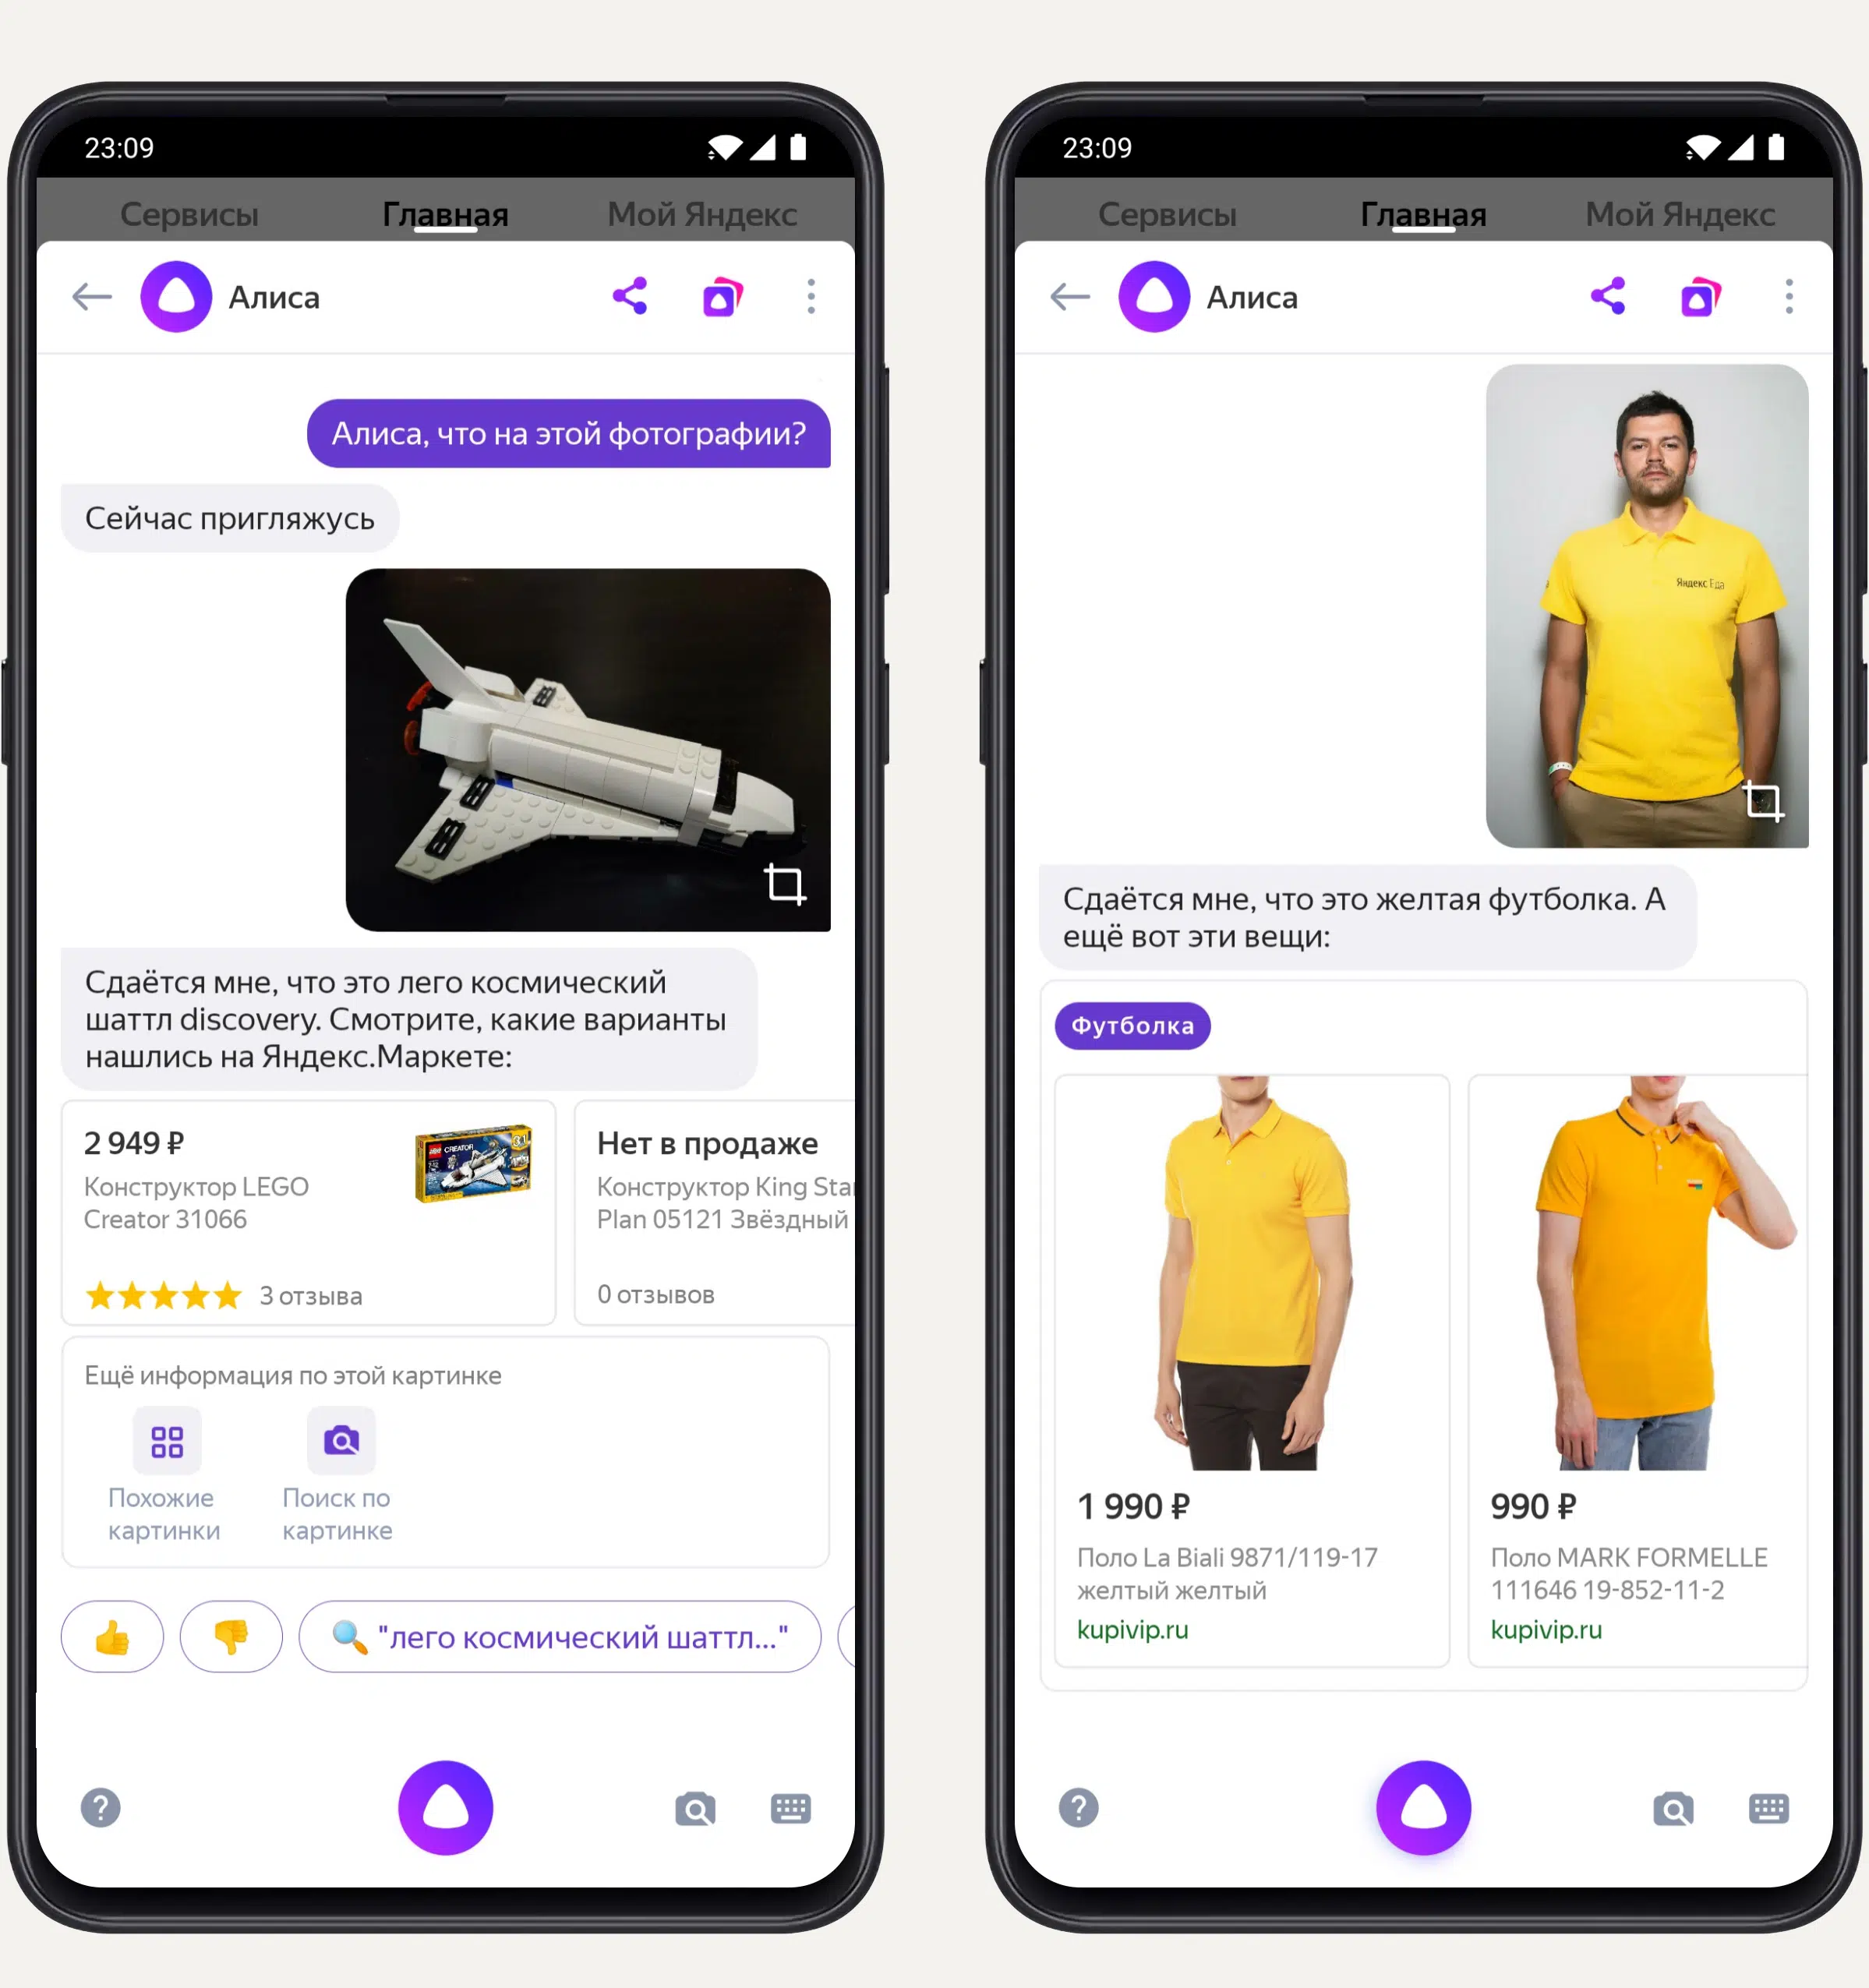 23:09
Сервисы Главная Мой Яндекс
Алиса
Алиса, что на этой фотографии?
Сейчас пригляжусь
Сдаётся мне, что это лего космический
шаттл discovery. Смотрите, какие варианты
нашлись на Яндекс.Маркете:
2 949 ₽
Конструктор LEGO
Creator 31066
CREATOR
3 отзыва
Нет в продаже
Конструктор King Star
Plan 05121 Звёздный
0 отзывов
Ещё информация по этой картинке
Похожие
картинки
Поиск по
картинке
"лего космический шаттл..."
23:09
Сервисы Главная Мой Яндекс
Алиса
Яндекс Еда
Сдаётся мне, что это желтая футболка. А
ещё вот эти вещи:
Футболка
1 990 ₽
Поло La Biali 9871/119-17
желтый желтый
kupivip.ru
990 ₽
Поло MARK FORMELLE
111646 19-852-11-2
kupivip.ru